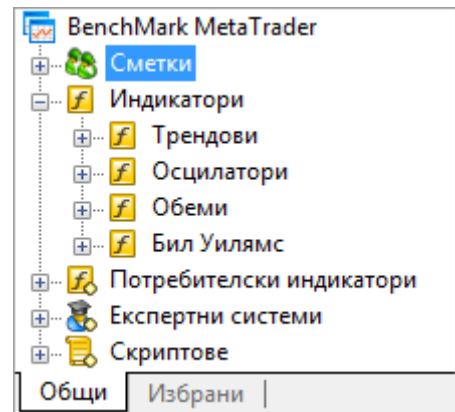 BenchMark MetaTrader
Сметки
Индикатори
Трендови
Осцилатори
Обеми
Бил Уилямс
Потребителски индикатори
Експертни системи
Скриптове
Общи Избрани